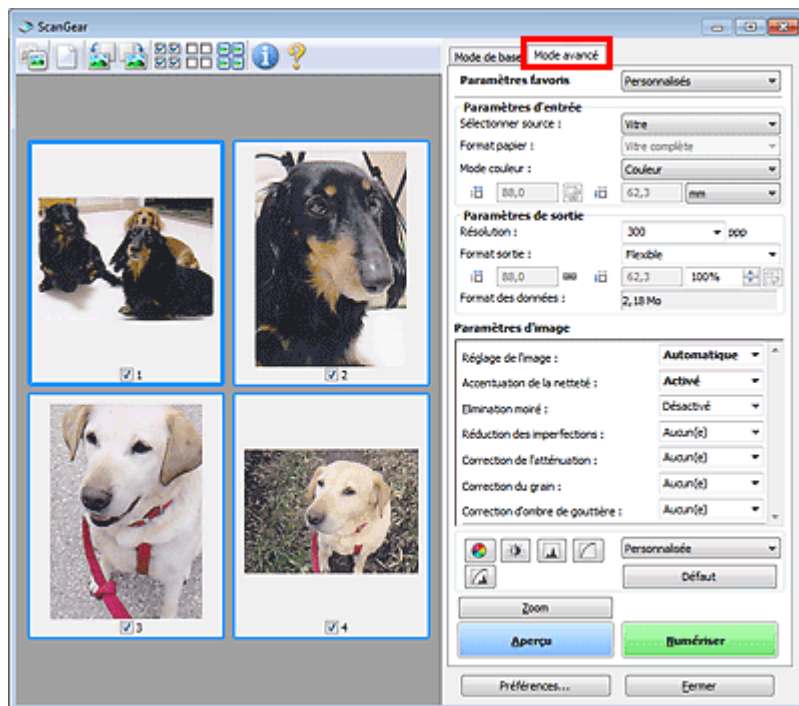 ScanGear
Mode de base
Mode avancé
Paramètres favoris
Personnalisés
Paramètres d'entrée
Sélectionner source :
Vitre
Format papier :
Vitre complète
Mode couleur :
Couleur
88,0
62,3
mm
Paramètres de sortie
Résolution :
300
ppp
Format sortie :
Flexible
88,0
62,3
100%
Format des données :
2,18 Mo
Paramètres d'image
Réglage de l'image :
Automatique
Accentuation de la netteté :
Activé
Elimination moiré :
Désactivé
Réduction des imperfections :
Aucun(e)
Correction de l'atténuation :
Aucun(e)
Correction du grain :
Aucun(e)
Correction d'ombre de gouttière :
Aucun(e)
Personnalisée
Défaut
Zoom
Aperçu
Numériser
Préférences...
Fermer
1
2
3
4